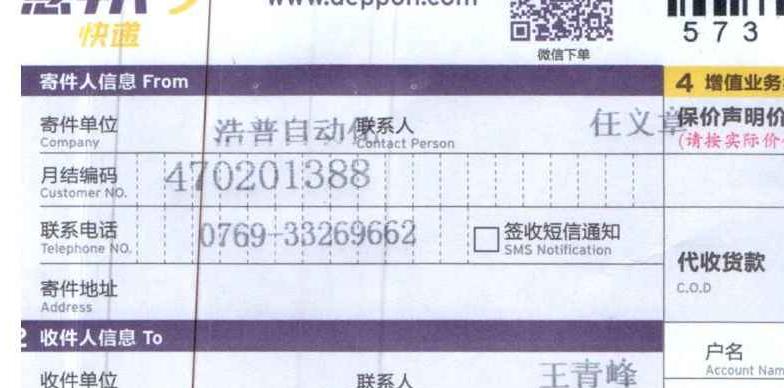 www.deppon.com
快递
微信下单
573
寄件人信息 From
4 增值业务
寄件单位 浩普自动化 联系人 任义章
Company Contact Person
保价声明价
(请按实际价
月结编码 470201388
Customer NO.
联系电话 0769-33269662 签收短信通知
Telephone NO. SMS Notification
代收货款
C.O.D
寄件地址
Address
2 收件人信息 To
户名
Account Nam
收件单位 联系人 王青峰